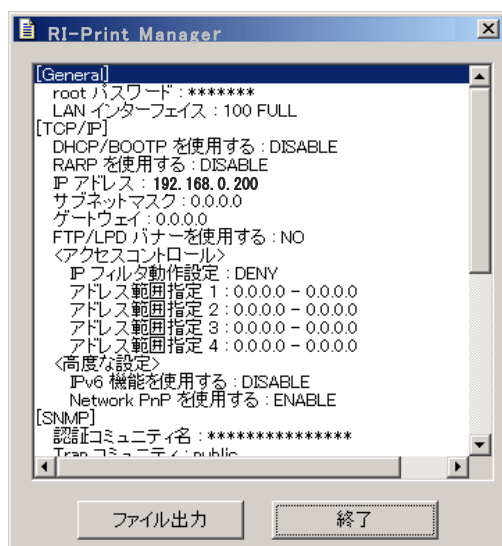 RI-Print Manager
[General]
root パスワード : *******
LAN インターフェイス : 100 FULL
[TCP/IP]
DHCP/BOOTP を使用する : DISABLE
RARP を使用する : DISABLE
IP アドレス : 192.168.0.200
サブネットマスク : 0.0.0.0
ゲートウェイ : 0.0.0.0
FTP/LPD バナーを使用する : NO
<アクセスコントロール>
IP フィルタ動作設定 : DENY
アドレス範囲指定 1 : 0.0.0.0 - 0.0.0.0
アドレス範囲指定 2 : 0.0.0.0 - 0.0.0.0
アドレス範囲指定 3 : 0.0.0.0 - 0.0.0.0
アドレス範囲指定 4 : 0.0.0.0 - 0.0.0.0
<高度な設定>
IPv6 機能を使用する : DISABLE
Network PnP を使用する : ENABLE
[SNMP]
認証コミュニティ名 : ***************
Trap コミュニティ : public
ファイル出力
終了